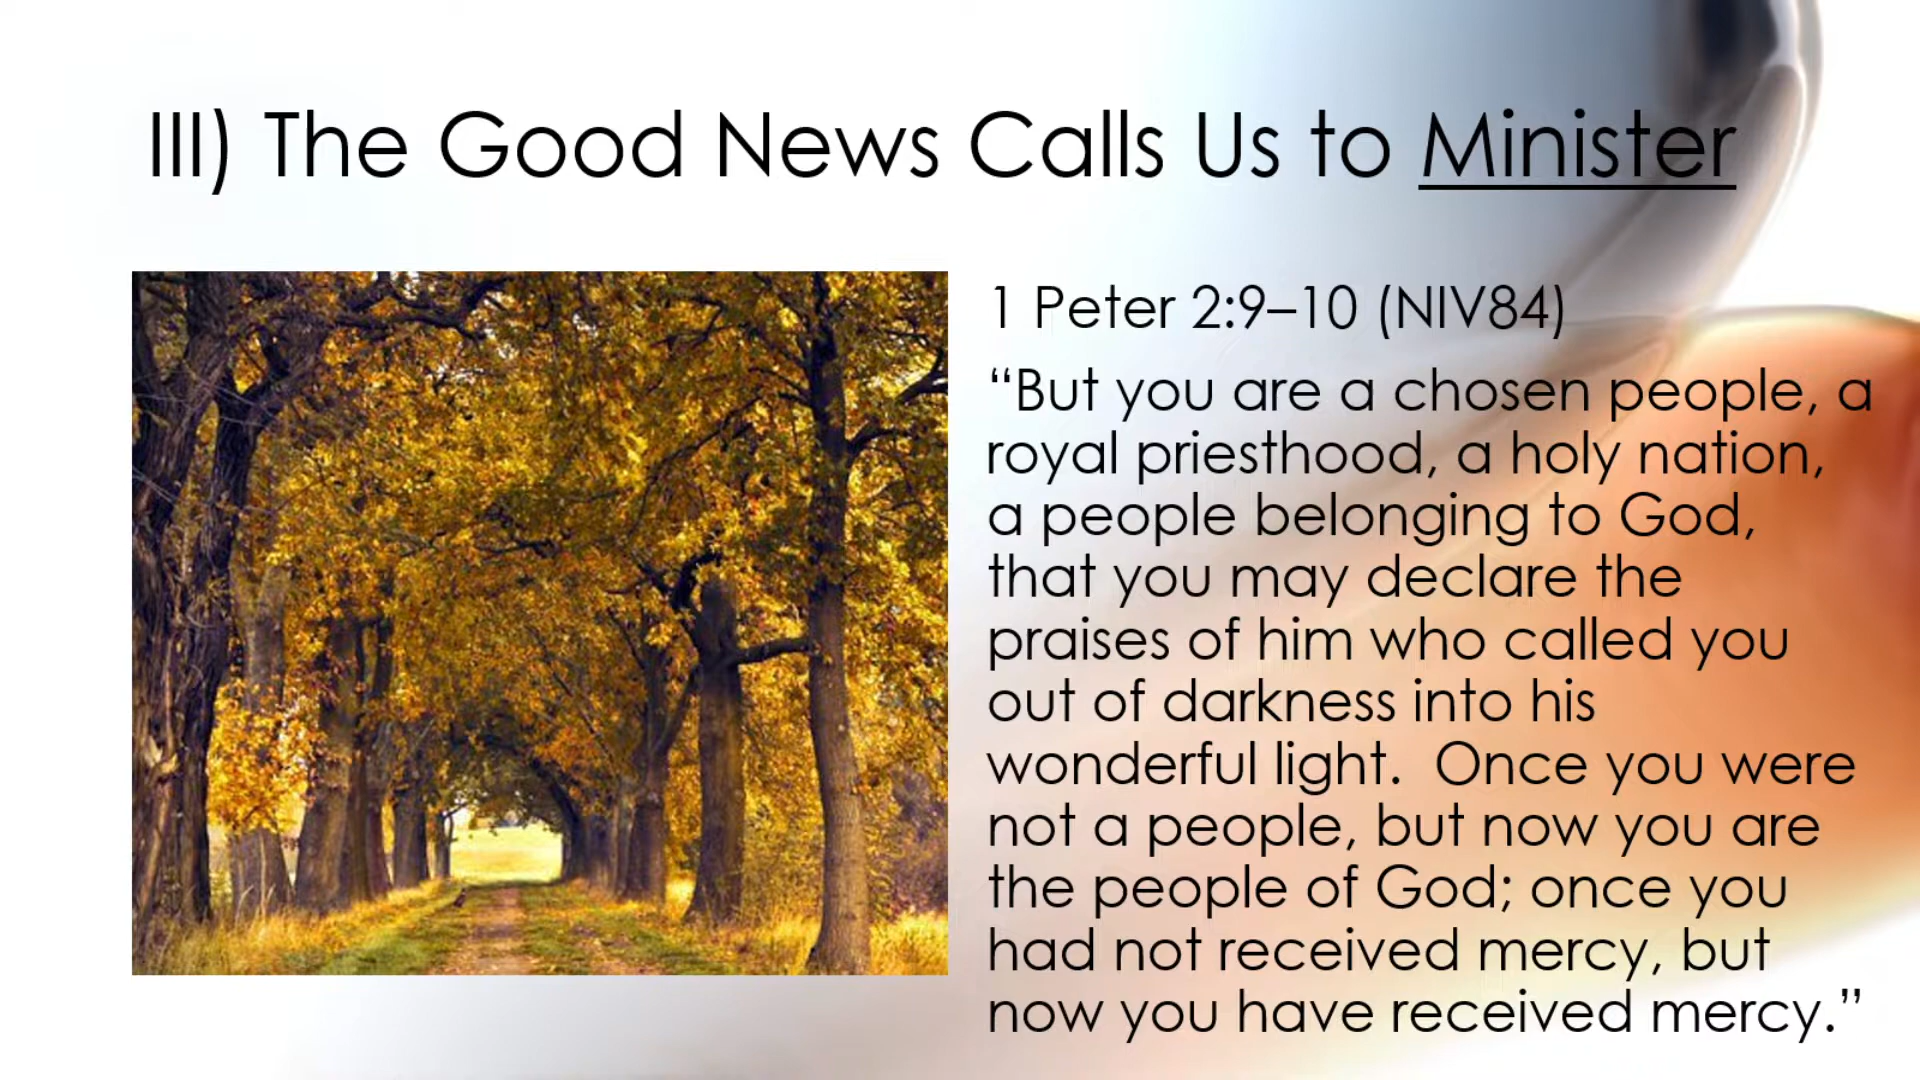 III) The Good News Calls Us to Minister
1 Peter 2:9–10 (NIV84)
“But you are a chosen people, a
royal priesthood, a holy nation,
a people belonging to God,
that you may declare the
praises of him who called you
out of darkness into his
wonderful light.  Once you were
not a people, but now you are
the people of God; once you
had not received mercy, but
now you have received mercy.”